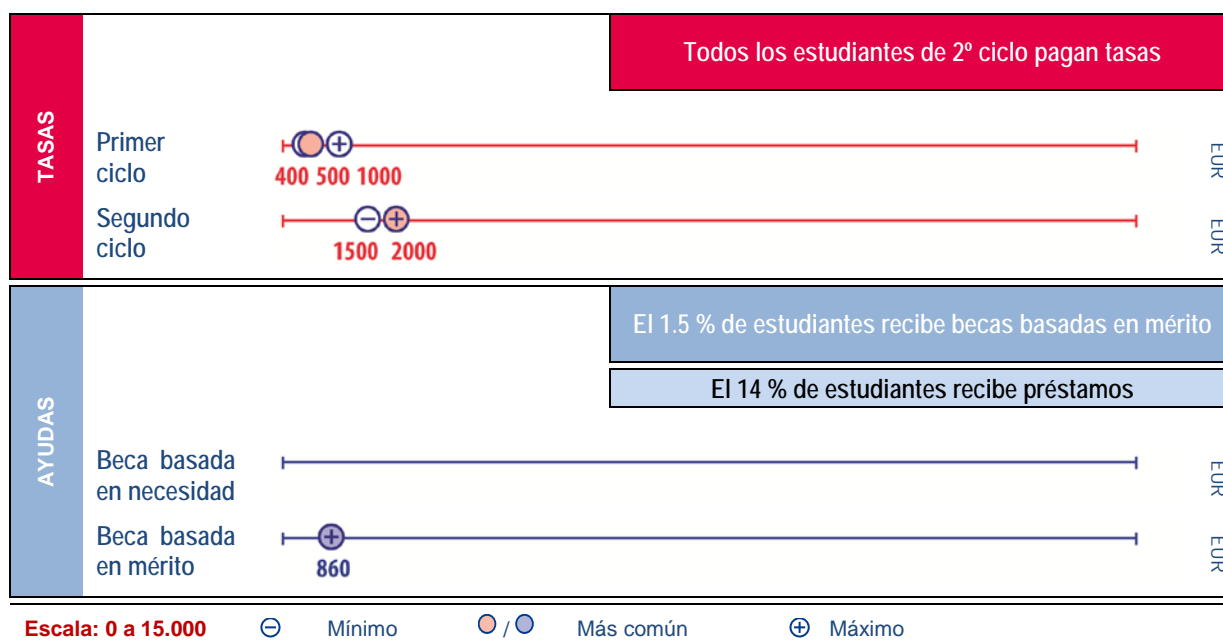 Todos los estudiantes de 2º ciclo pagan tasas
TASAS
Primer
ciclo
400 500 1000
EUR
Segundo
ciclo
1500 2000
EUR
El 1.5 % de estudiantes recibe becas basadas en mérito
El 14 % de estudiantes recibe préstamos
AYUDAS
Beca basada
en necesidad
EUR
Beca basada
en mérito
860
EUR
Escala: 0 a 15.000 Mínimo / Más común Máximo